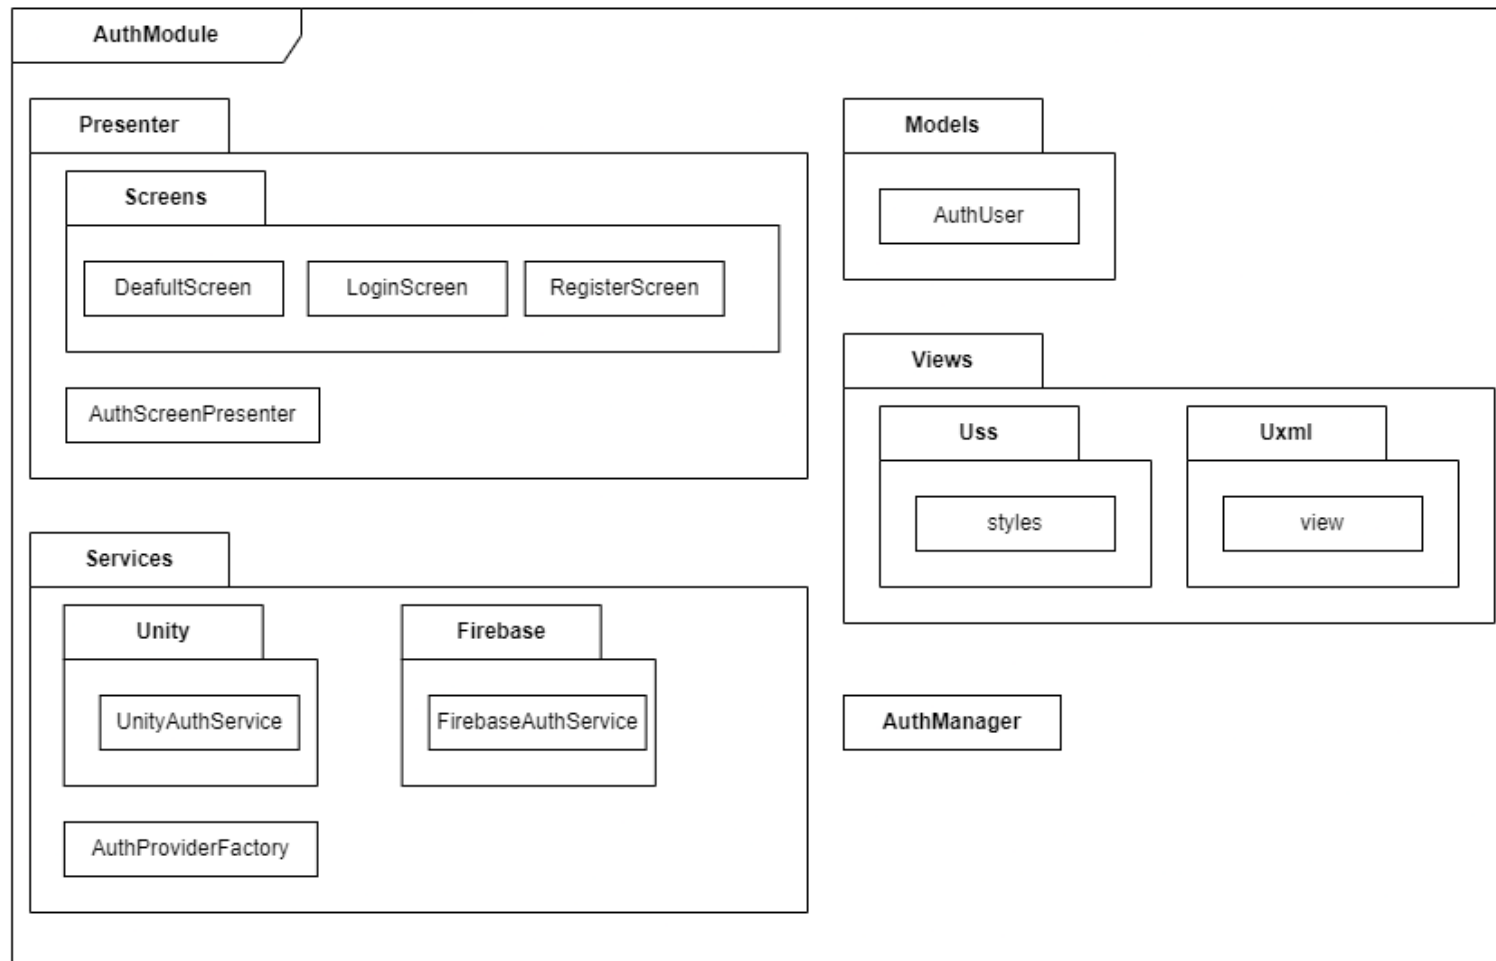 AuthModule
Presenter
Screens
DeafultScreen
LoginScreen
RegisterScreen
AuthScreenPresenter
Models
AuthUser
Views
Uss
styles
Uxml
view
Services
Unity
UnityAuthService
Firebase
FirebaseAuthService
AuthProviderFactory
AuthManager